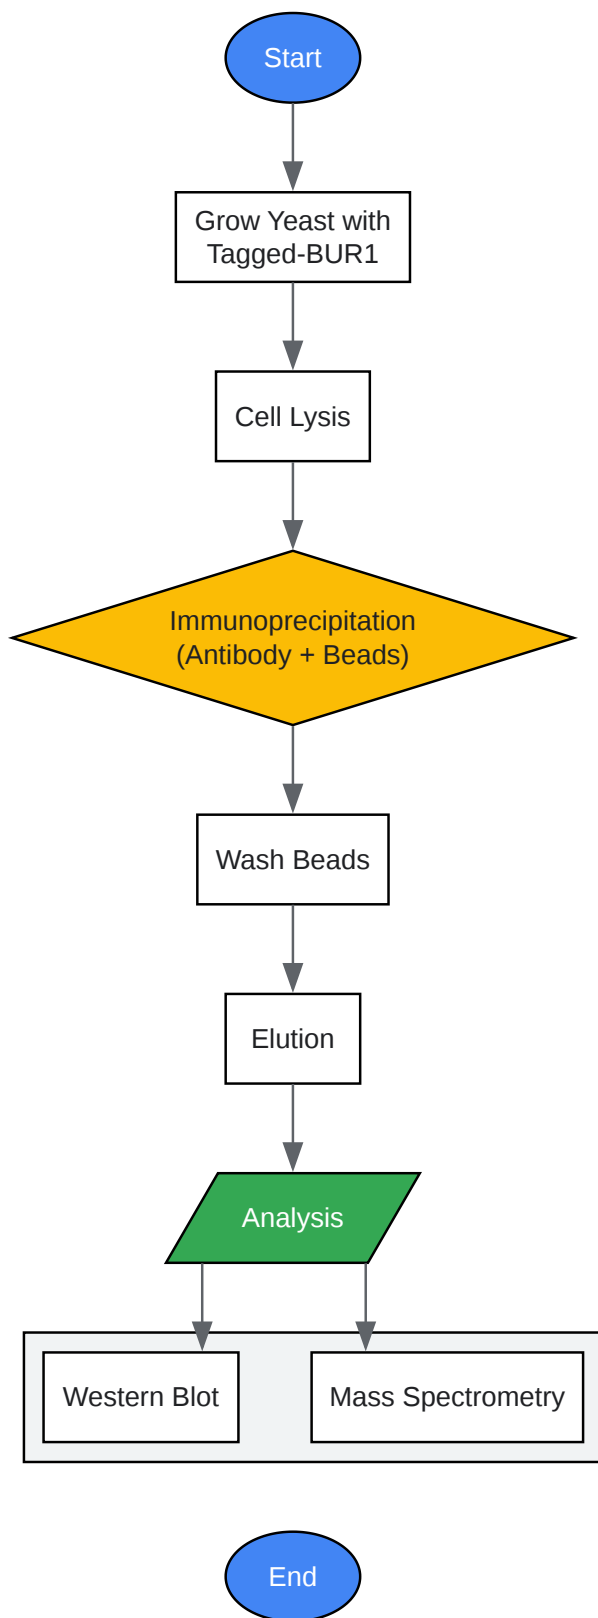 Start
Grow Yeast with
Tagged-BUR1
Cell Lysis
Immunoprecipitation
(Antibody + Beads)
Wash Beads
Elution
Analysis
Western Blot
Mass Spectrometry
End